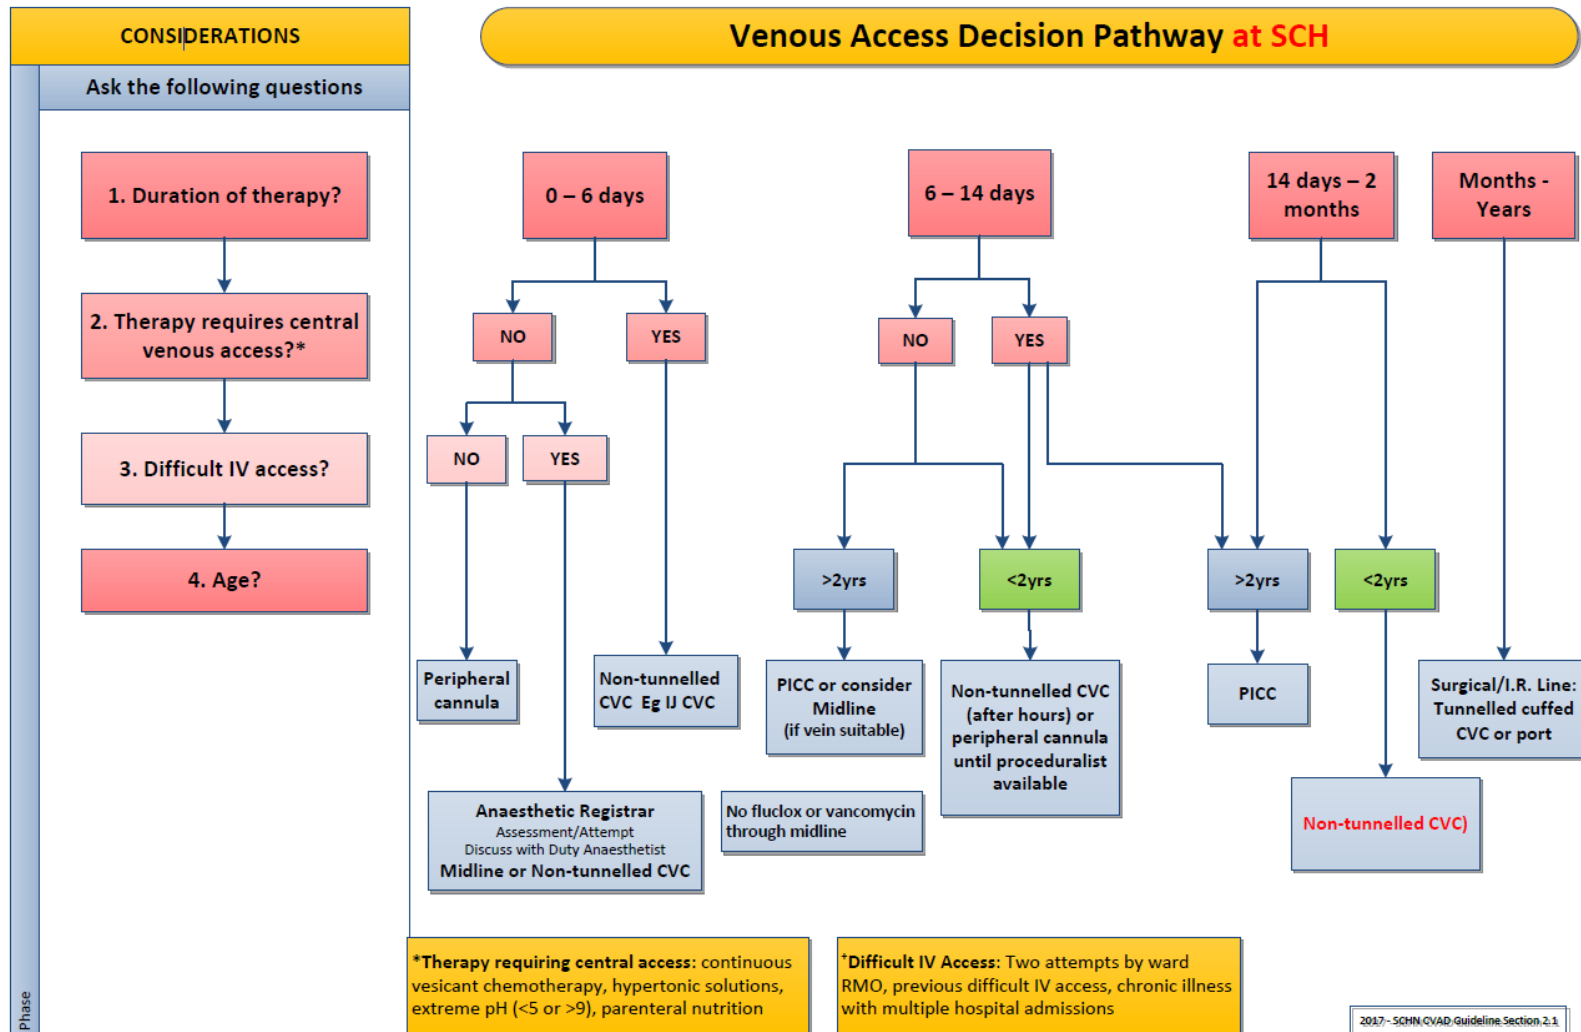 CONSIDERATIONS
Venous Access Decision Pathway at SCH
Ask the following questions
1. Duration of therapy?
2. Therapy requires central
venous access?*
3. Difficult IV access?
4. Age?
0 – 6 days
6 – 14 days
14 days – 2
months
Months -
Years
NO
YES
NO
YES
NO
YES
>2yrs
<2yrs
>2yrs
<2yrs
Peripheral
cannula
Non-tunnelled
CVC Eg IJ CVC
PICC or consider
Midline
(if vein suitable)
Non-tunnelled CVC
(after hours) or
peripheral cannula
until proceduralist
available
PICC
Surgical/I.R. Line:
Tunnelled cuffed
CVC or port
Anaesthetic Registrar
Assessment/Attempt
Discuss with Duty Anaesthetist
Midline or Non-tunnelled CVC
No fluclox or vancomycin
through midline
Non-tunnelled CVC)
*Therapy requiring central access: continuous
vesicant chemotherapy, hypertonic solutions,
extreme pH (<5 or >9), parenteral nutrition
+Difficult IV Access: Two attempts by ward
RMO, previous difficult IV access, chronic illness
with multiple hospital admissions
Phase
2017 - SCHN CVAD Guideline Section 2.1